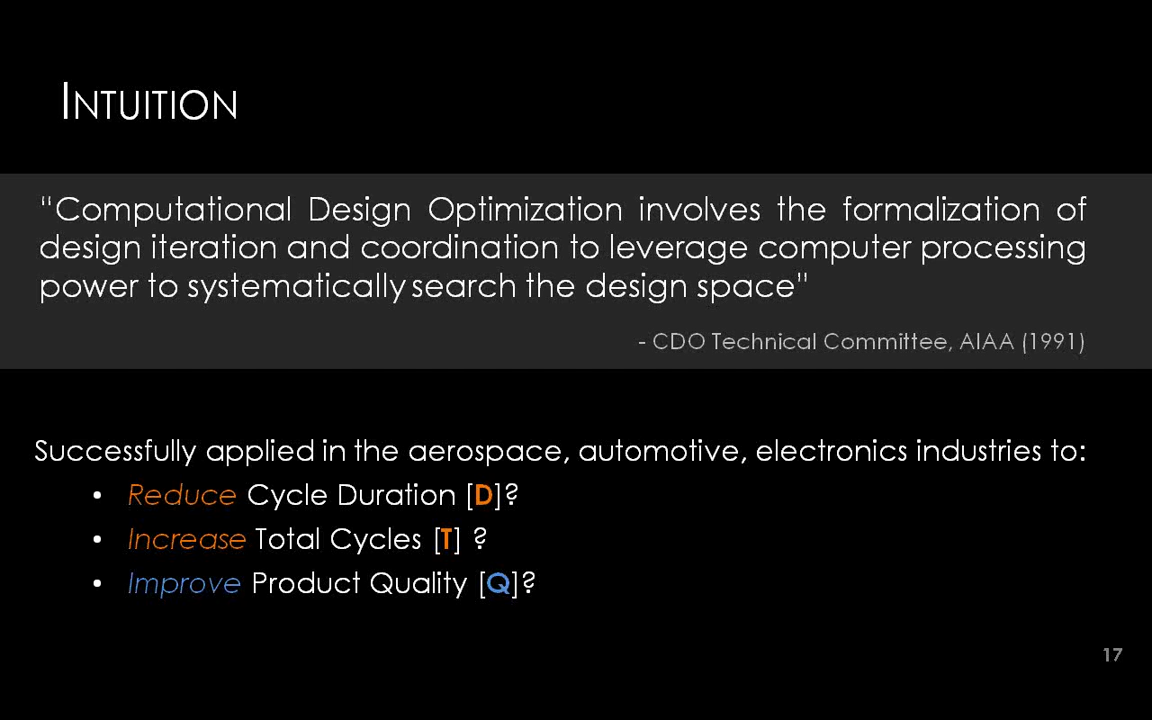 INTUITION
“Computational Design Optimization involves the formalization of
design iteration and coordination to leverage computer processing
power to systematically search the design space"
- CDO Technical Committee, AIAA (1991)
Successfully applied in the aerospace, automotive, electronics industries to:
• Reduce Cycle Duration [D]?
• Increase Total Cycles [T] ?
• Improve Product Quality [Q]?
17